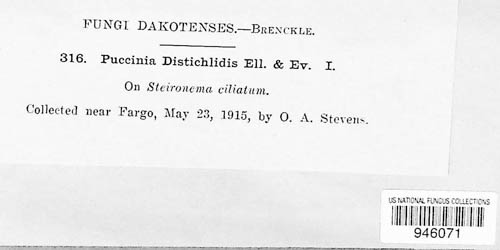 FUNGI DAKOTENSES.—BRENCKLE.
316. Puccinia Distichlidis Ell. & Ev. I.
On Steironema ciliatum.
Collected near Fargo, May 23, 1915, by O. A. Stevens.
US NATIONAL FUNGUS COLLECTIONS
946071